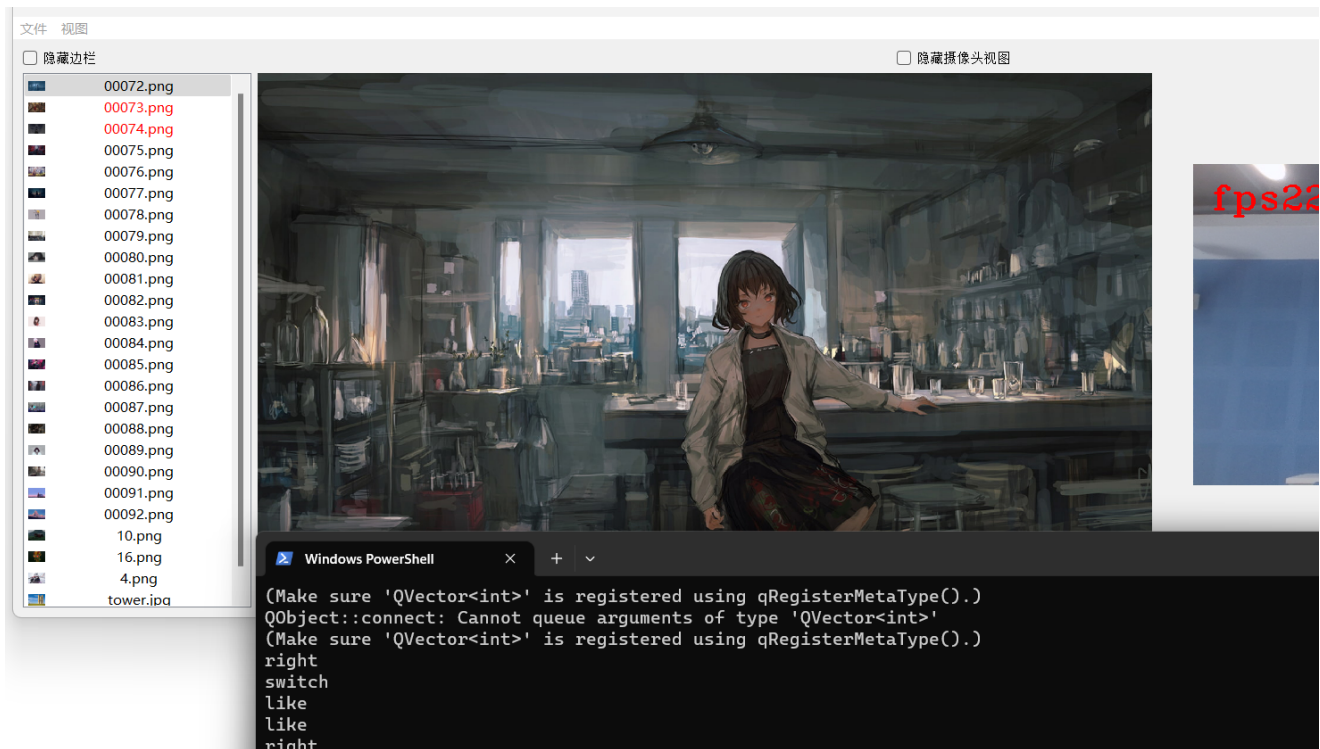 文件 视图
隐藏边栏
隐藏摄像头视图
00072.png
00073.png
00074.png
00075.png
00076.png
00077.png
00078.png
00079.png
00080.png
00081.png
00082.png
00083.png
00084.png
00085.png
00086.png
00087.png
00088.png
00089.png
00090.png
00091.png
00092.png
10.png
16.png
4.png
tower.jpg
fps22
Windows PowerShell
(Make sure 'QVector<int>' is registered using qRegisterMetaType().)
QObject::connect: Cannot queue arguments of type 'QVector<int>'
(Make sure 'QVector<int>' is registered using qRegisterMetaType().)
right
switch
like
like
right